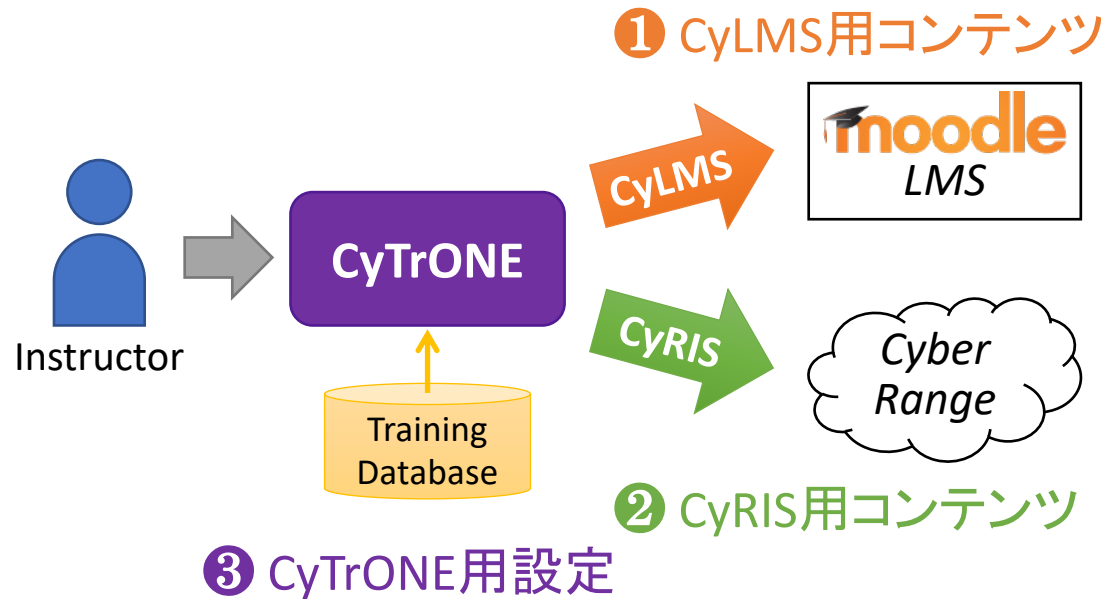 ❶ CyLMS用コンテンツ
moodle
LMS
CyLMS
CyTrONE
Instructor
CyRIS
Cyber
Range
Training
Database
❷ CyRIS用コンテンツ
❸ CyTrONE用設定